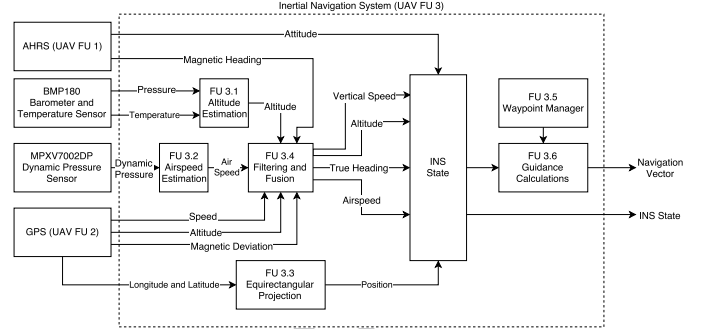 Inertial Navigation System (UAV FU 3)
AHRS (UAV FU 1)
Attitude
Magnetic Heading
BMP180
Barometer and
Temperature Sensor
Pressure
Temperature
FU 3.1
Altitude
Estimation
Altitude
Vertical Speed
Altitude
FU 3.5
Waypoint Manager
MPXV7002DP
Dynamic Pressure
Sensor
Dynamic
Pressure
FU 3.2
Airspeed
Estimation
Air
Speed
FU 3.4
Filtering and
Fusion
True Heading
Airspeed
INS
State
FU 3.6
Guidance
Calculations
Navigation
Vector
INS State
GPS (UAV FU 2)
Speed
Altitude
Magnetic Deviation
Longitude and Latitude
FU 3.3
Equirectangular
Projection
Position